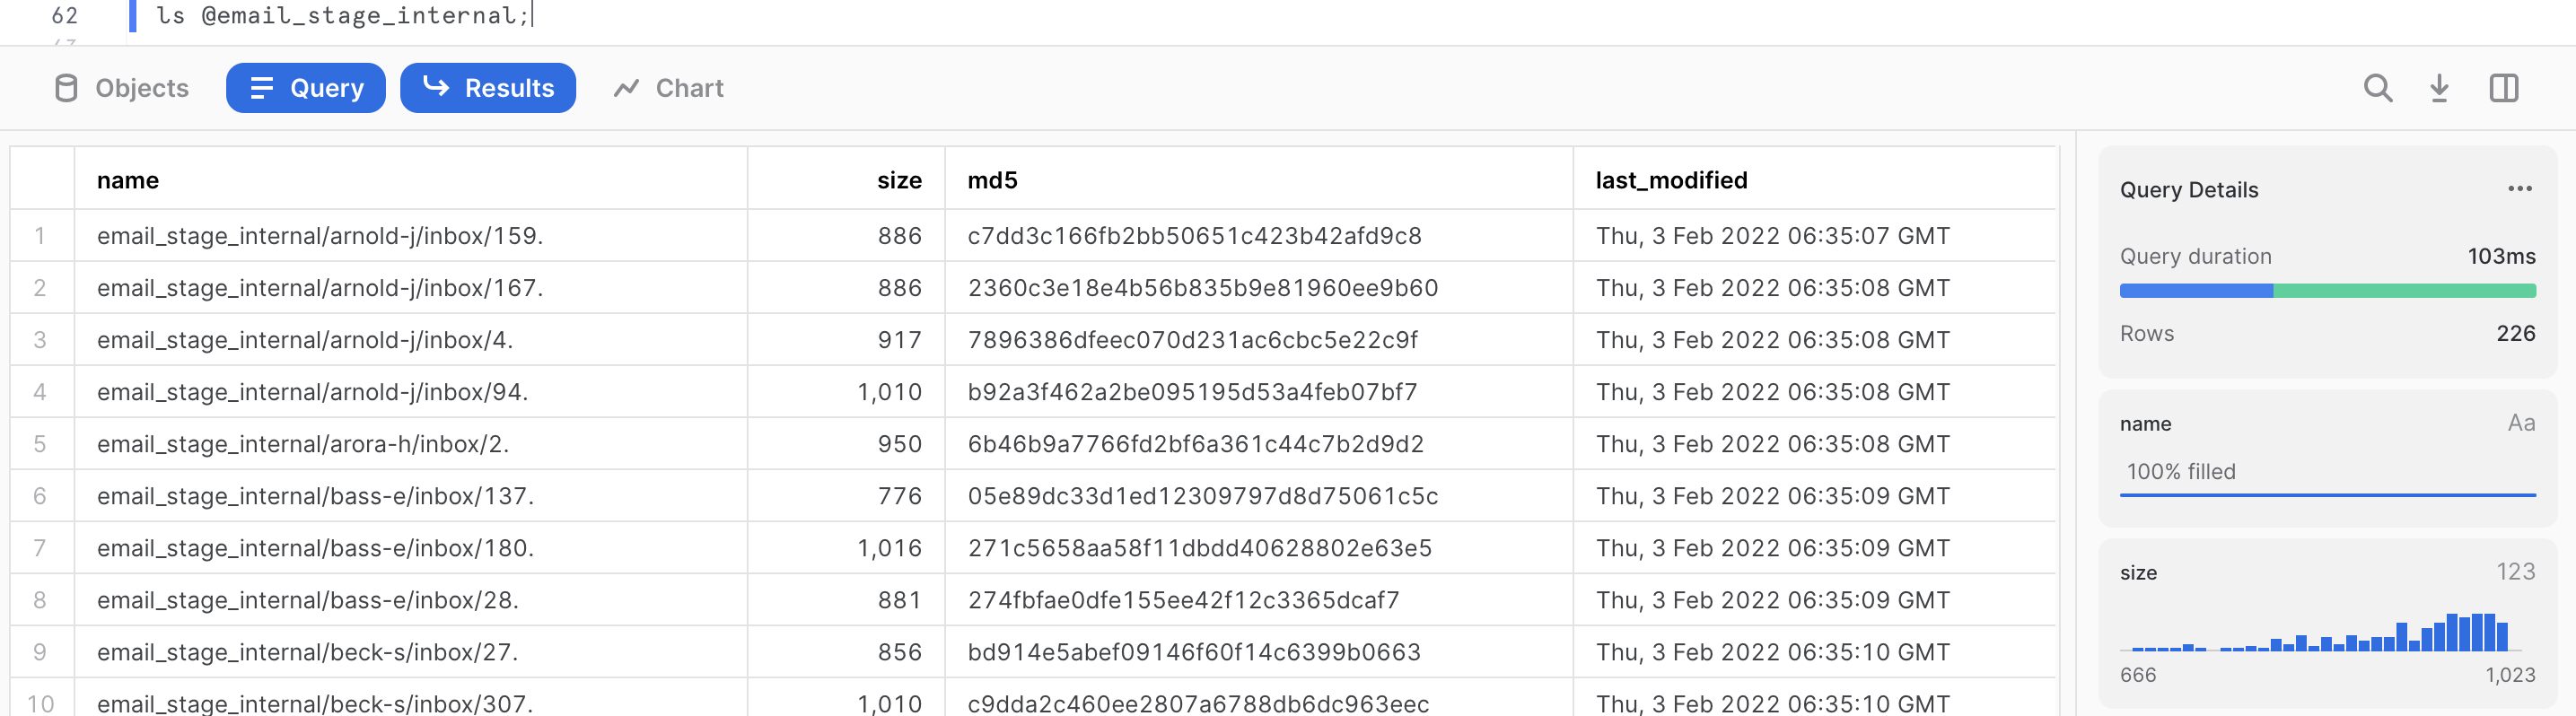 62 ls @email_stage_internal;
Objects Query Results Chart
name size md5 last_modified
1 email_stage_internal/arnold-j/inbox/159. 886 c7dd3c166fb2bb50651c423b42afd9c8 Thu, 3 Feb 2022 06:35:07 GMT
2 email_stage_internal/arnold-j/inbox/167. 886 2360c3e18e4b56b835b9e81960ee9b60 Thu, 3 Feb 2022 06:35:08 GMT
3 email_stage_internal/arnold-j/inbox/4. 917 7896386dfeec070d231ac6cbc5e22c9f Thu, 3 Feb 2022 06:35:08 GMT
4 email_stage_internal/arnold-j/inbox/94. 1,010 b92a3f462a2be095195d53a4feb07bf7 Thu, 3 Feb 2022 06:35:08 GMT
5 email_stage_internal/arora-h/inbox/2. 950 6b46b9a7766fd2bf6a361c44c7b2d9d2 Thu, 3 Feb 2022 06:35:08 GMT
6 email_stage_internal/bass-e/inbox/137. 776 05e89dc33d1ed12309797d8d75061c5c Thu, 3 Feb 2022 06:35:09 GMT
7 email_stage_internal/bass-e/inbox/180. 1,016 271c5658aa58f11dbdd40628802e63e5 Thu, 3 Feb 2022 06:35:09 GMT
8 email_stage_internal/bass-e/inbox/28. 881 274fbfae0dfe155ee42f12c3365dcaf7 Thu, 3 Feb 2022 06:35:09 GMT
9 email_stage_internal/beck-s/inbox/27. 856 bd914e5abef09146f60f14c6399b0663 Thu, 3 Feb 2022 06:35:10 GMT
10 email_stage_internal/beck-s/inbox/307. 1,010 c9dda2c460ee2807a6788db6dc963eec Thu, 3 Feb 2022 06:35:10 GMT
Query Details
Query duration 103ms
Rows 226
name Aa
100% filled
size 123
666 1,023